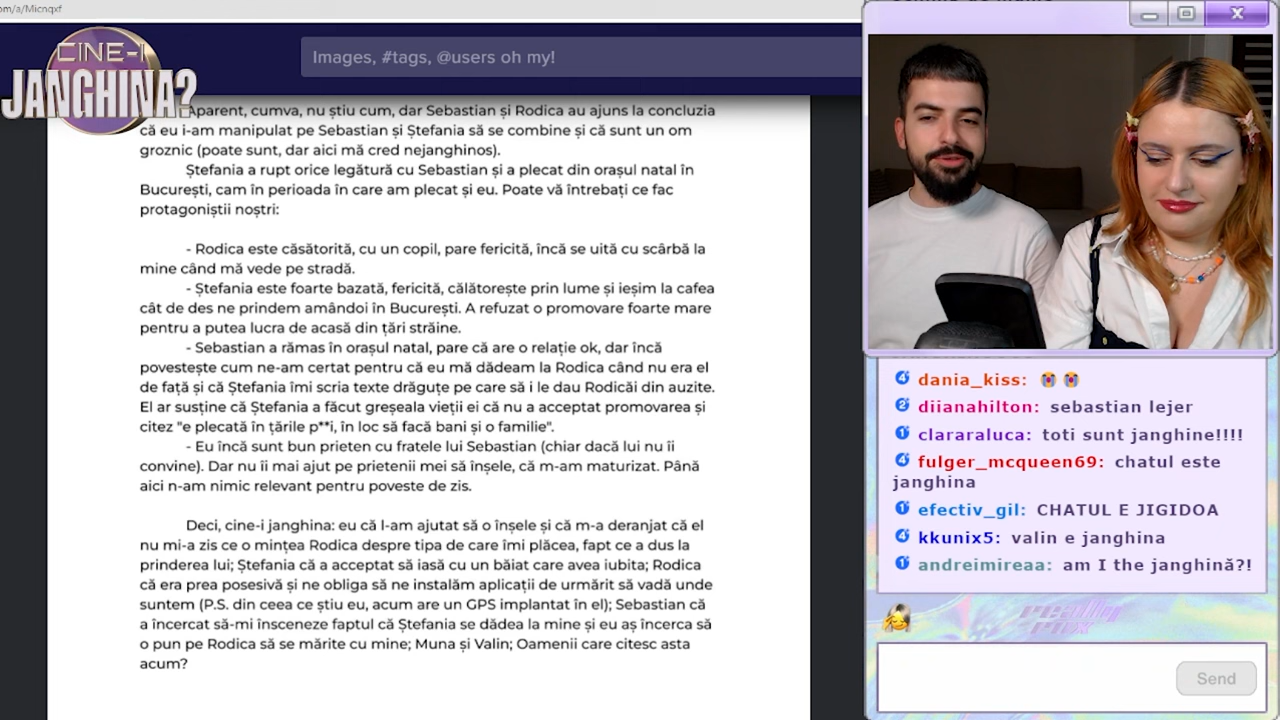 om/a/Micnqxf
CINE-I
JANGHINA?
Images, #tags, @users oh my!
Aparent, cumva, nu știu cum, dar Sebastian și Rodica au ajuns la concluzia
că eu i-am manipulat pe Sebastian și Ștefania să se combine și că sunt un om
groznic (poate sunt, dar aici mă cred nejanghinos).
Ștefania a rupt orice legătură cu Sebastian și a plecat din orașul natal în
București, cam în perioada în care am plecat și eu. Poate vă întrebați ce fac
protagoniștii noștri:
- Rodica este căsătorită, cu un copil, pare fericită, încă se uită cu scârbă la
mine când mă vede pe stradă.
- Ștefania este foarte bazată, fericită, călătorește prin lume și ieșim la cafea
cât de des ne prindem amândoi în București. A refuzat o promovare foarte mare
pentru a putea lucra de acasă din țări străine.
- Sebastian a rămas în orașul natal, pare că are o relație ok, dar încă
povestește cum ne-am certat pentru că eu mă dădeam la Rodica când nu era el
de față și că Ștefania îmi scria texte drăguțe pe care să i le dau Rodicăi din auzite.
El ar susține că Ștefania a făcut greșeala vieții ei că nu a acceptat promovarea și
citez "e plecată în țările p**i, în loc să facă bani și o familie".
- Eu încă sunt bun prieten cu fratele lui Sebastian (chiar dacă lui nu îi
convine). Dar nu îi mai ajut pe prietenii mei să înșele, că m-am maturizat. Până
aici n-am nimic relevant pentru poveste de zis.
Deci, cine-i janghina: eu că l-am ajutat să o înșele și că m-a deranjat că el
nu mi-a zis ce o mințea Rodica despre tipa de care îmi plăcea, fapt ce a dus la
prinderea lui; Ștefania că a acceptat să iasă cu un băiat care avea iubita; Rodica
că era prea posesivă și ne obliga să ne instalăm aplicații de urmărit să vadă unde
suntem (P.S. din ceea ce știu eu, acum are un GPS implantat în el); Sebastian că
a încercat să-mi însceneze faptul că Ștefania se dădea la mine și eu aș încerca să
o pun pe Rodica să se mărite cu mine; Muna și Valin; Oamenii care citesc asta
acum?
dania_kiss:
diianahilton: sebastian lejer
clararaluca: toti sunt janghine!!!!
fulger_mcqueen69: chatul este
janghina
efectiv_gil: CHATUL E JIGIDOA
kkunix5: valin e janghina
andreimireaa: am I the janghină?!
really
rux
Send